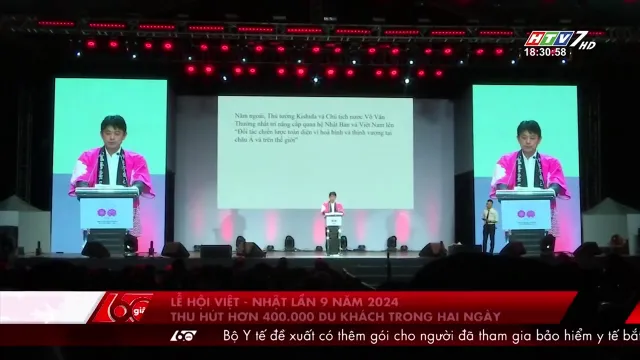 HTV7 HD
18:30:58
Năm ngoái, Thủ tướng Kishida và Chủ tịch nước Võ Văn
Thưởng nhất trí nâng cấp quan hệ Nhật Bản và Việt Nam lên
"Đối tác chiến lược toàn diện vì hoà bình và thịnh vượng tại
châu Á và trên thế giới"
60 giây
LỄ HỘI VIỆT - NHẬT LẦN 9 NĂM 2024
THU HÚT HƠN 400.000 DU KHÁCH TRONG HAI NGÀY
60 Bộ Y tế đề xuất có thêm gói cho người đã tham gia bảo hiểm y tế bắ